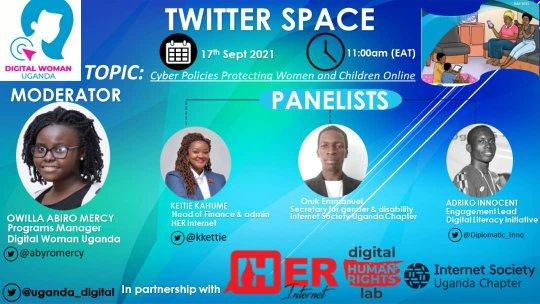 TWITTER SPACE
DIGITAL WOMAN
UGANDA
17th Sept 2021
11:00am (EAT)
TOPIC: Cyber Policies Protecting Women and Children Online
MODERATOR
PANELISTS
OWILLA ABIRO MERCY
Programs Manager
Digital Woman Uganda
@abyromercy
KETTIE KAHUME
Head of Finance & admin
HER Internet
@kkettie
Oruk Emmanuel,
Secretary for gender & disability
Internet Society Uganda Chapter
ADRIKO INNOCENT
Engagement Lead
Digital Literacy Initiative
@Diplomatic_Inno
@uganda_digital
In partnership with
HER
Internet
digital
HUMAN
RIGHTS
lab
Internet Society
Uganda Chapter